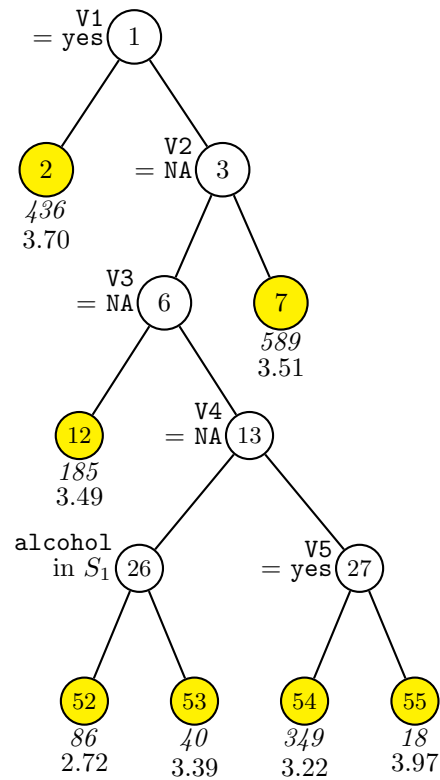 V1
= yes
1
2
436
3.70
V2
= NA
3
V3
= NA
6
7
589
3.51
12
185
3.49
V4
= NA
13
alcohol
in S₁
26
V5
= yes
27
52
86
2.72
53
40
3.39
54
349
3.22
55
18
3.97